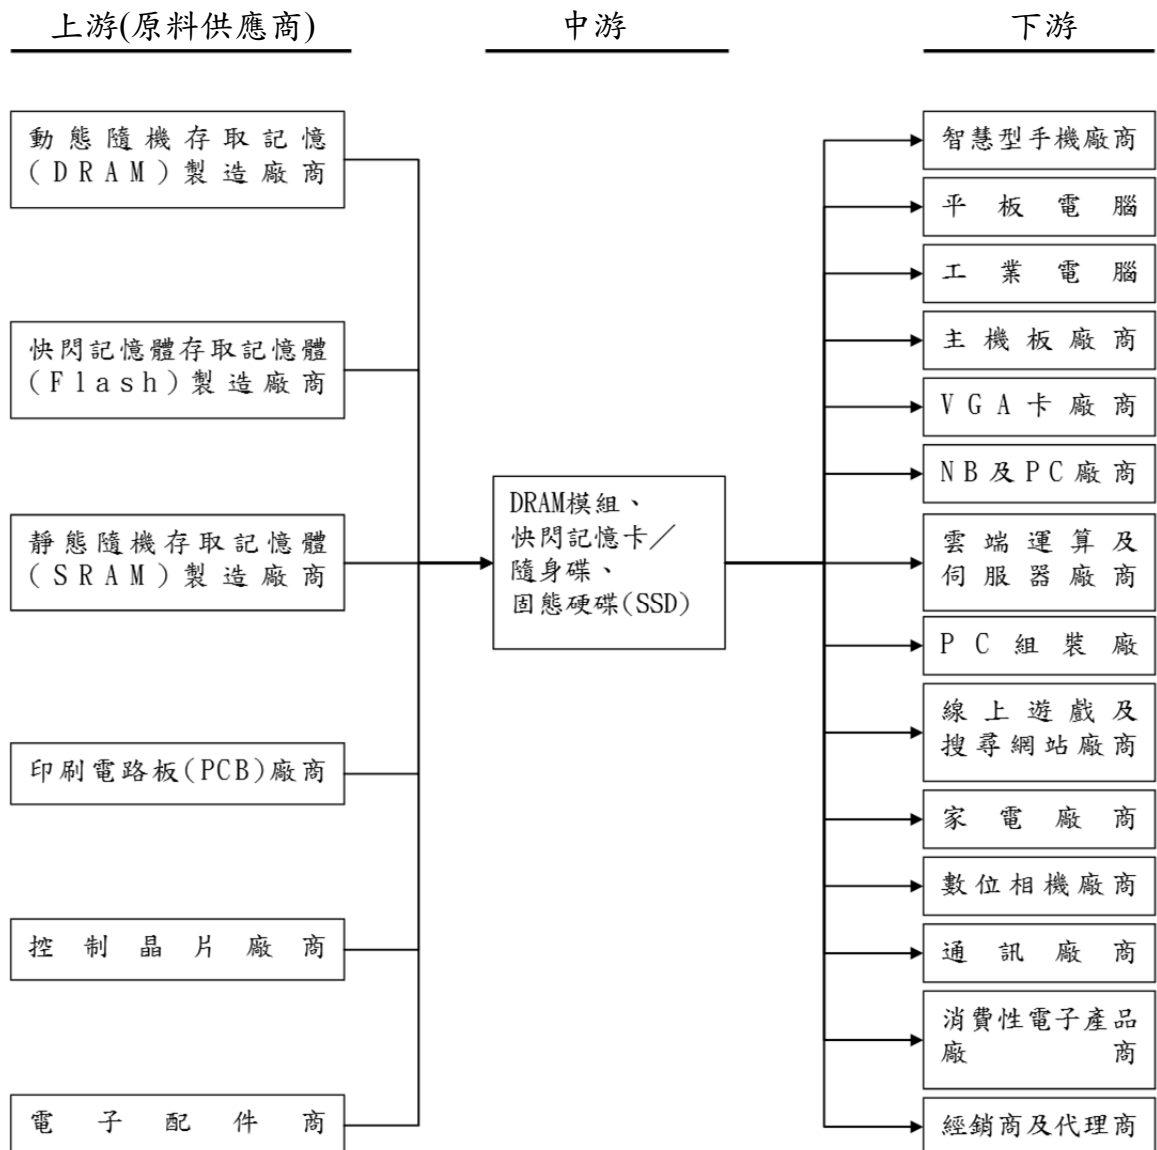 上游(原料供應商)
中游
下游
動態隨機存取記憶
(DRAM)製造廠商
快閃記憶體存取記憶體
(Flash)製造廠商
靜態隨機存取記憶體
(SRAM)製造廠商
印刷電路板(PCB)廠商
控制晶片廠商
電子配件商
DRAM模組、
快閃記憶卡／
隨身碟、
固態硬碟(SSD)
智慧型手機廠商
平板電腦
工業電腦
主機板廠商
VGA卡廠商
NB及PC廠商
雲端運算及
伺服器廠商
PC組裝廠
線上遊戲及
搜尋網站廠商
家電廠商
數位相機廠商
通訊廠商
消費性電子產品
廠商
經銷商及代理商